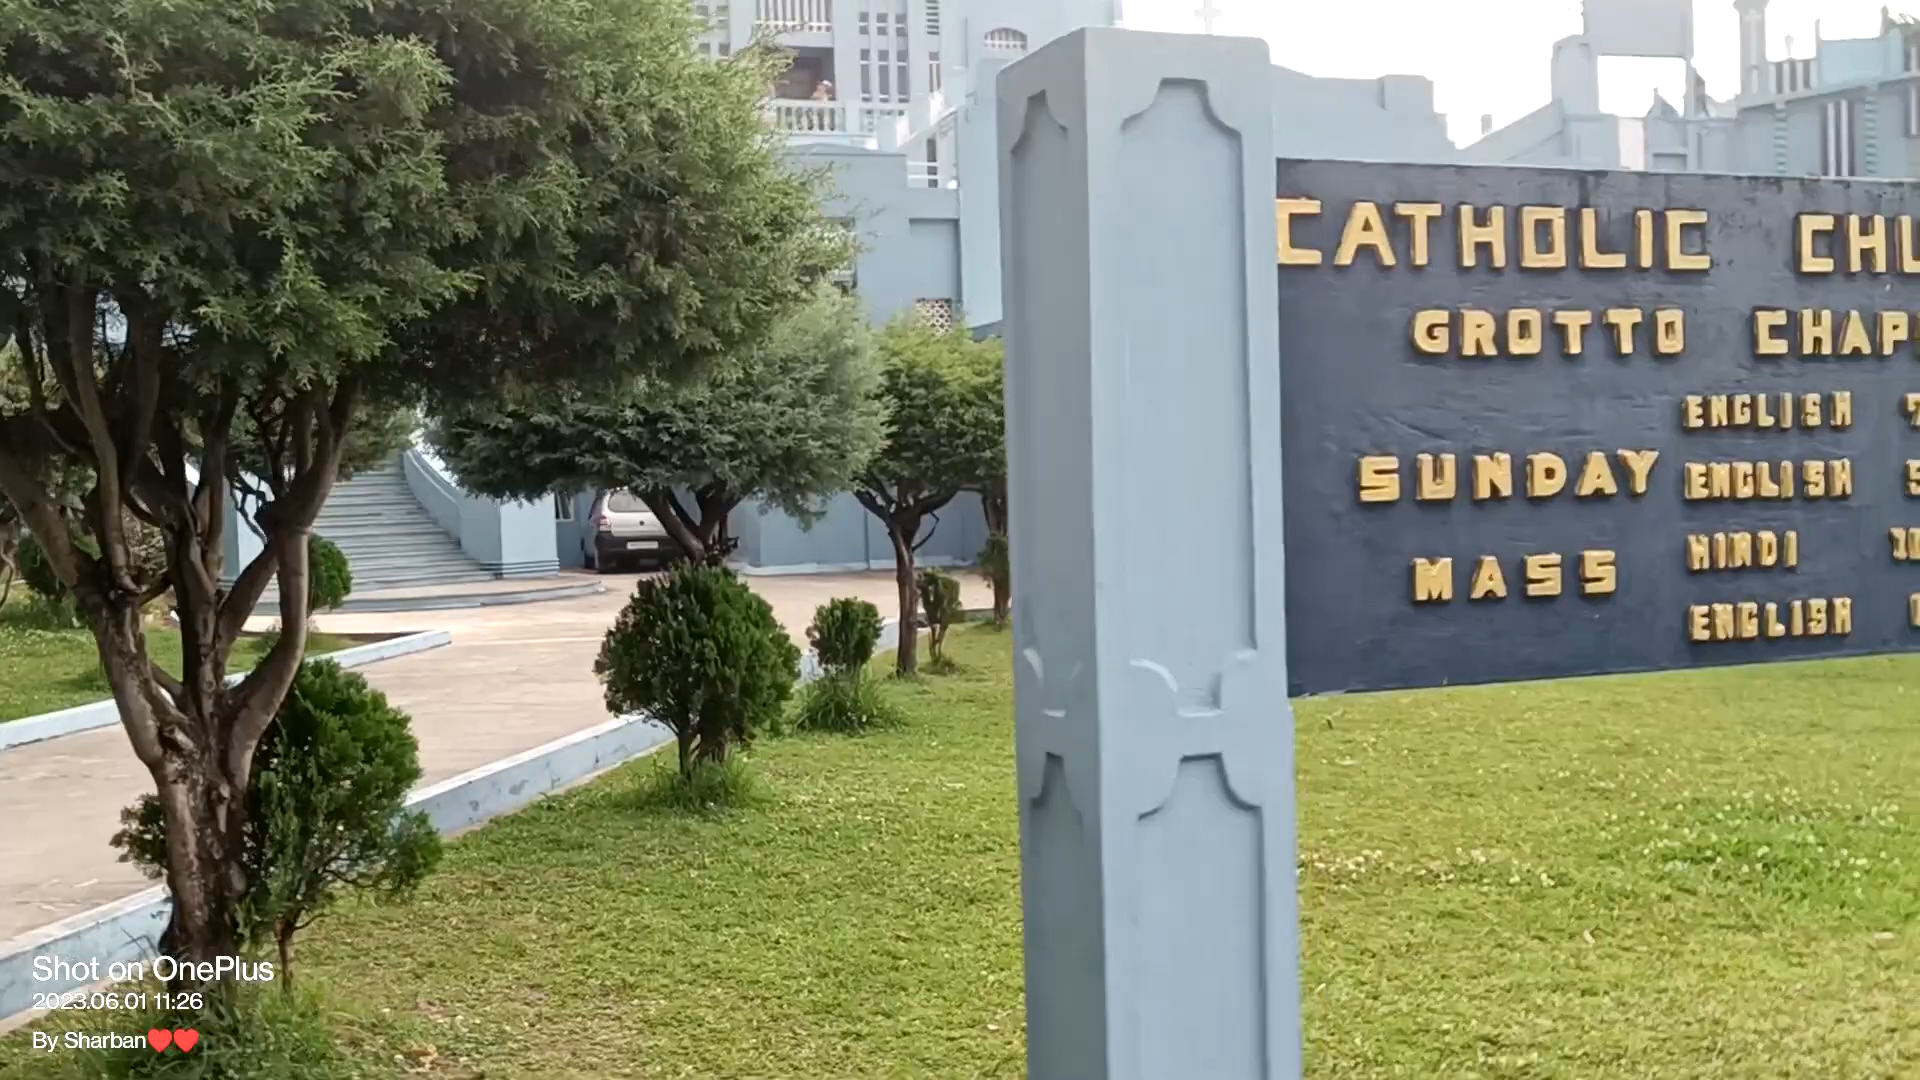 CATHOLIC
GROTTO
ENGLISH
SUNDAY ENGLISH
HINDI
MASS
ENGLISH
Shot on OnePlus
2023.06.01 11:26
By Sharban❤️❤️